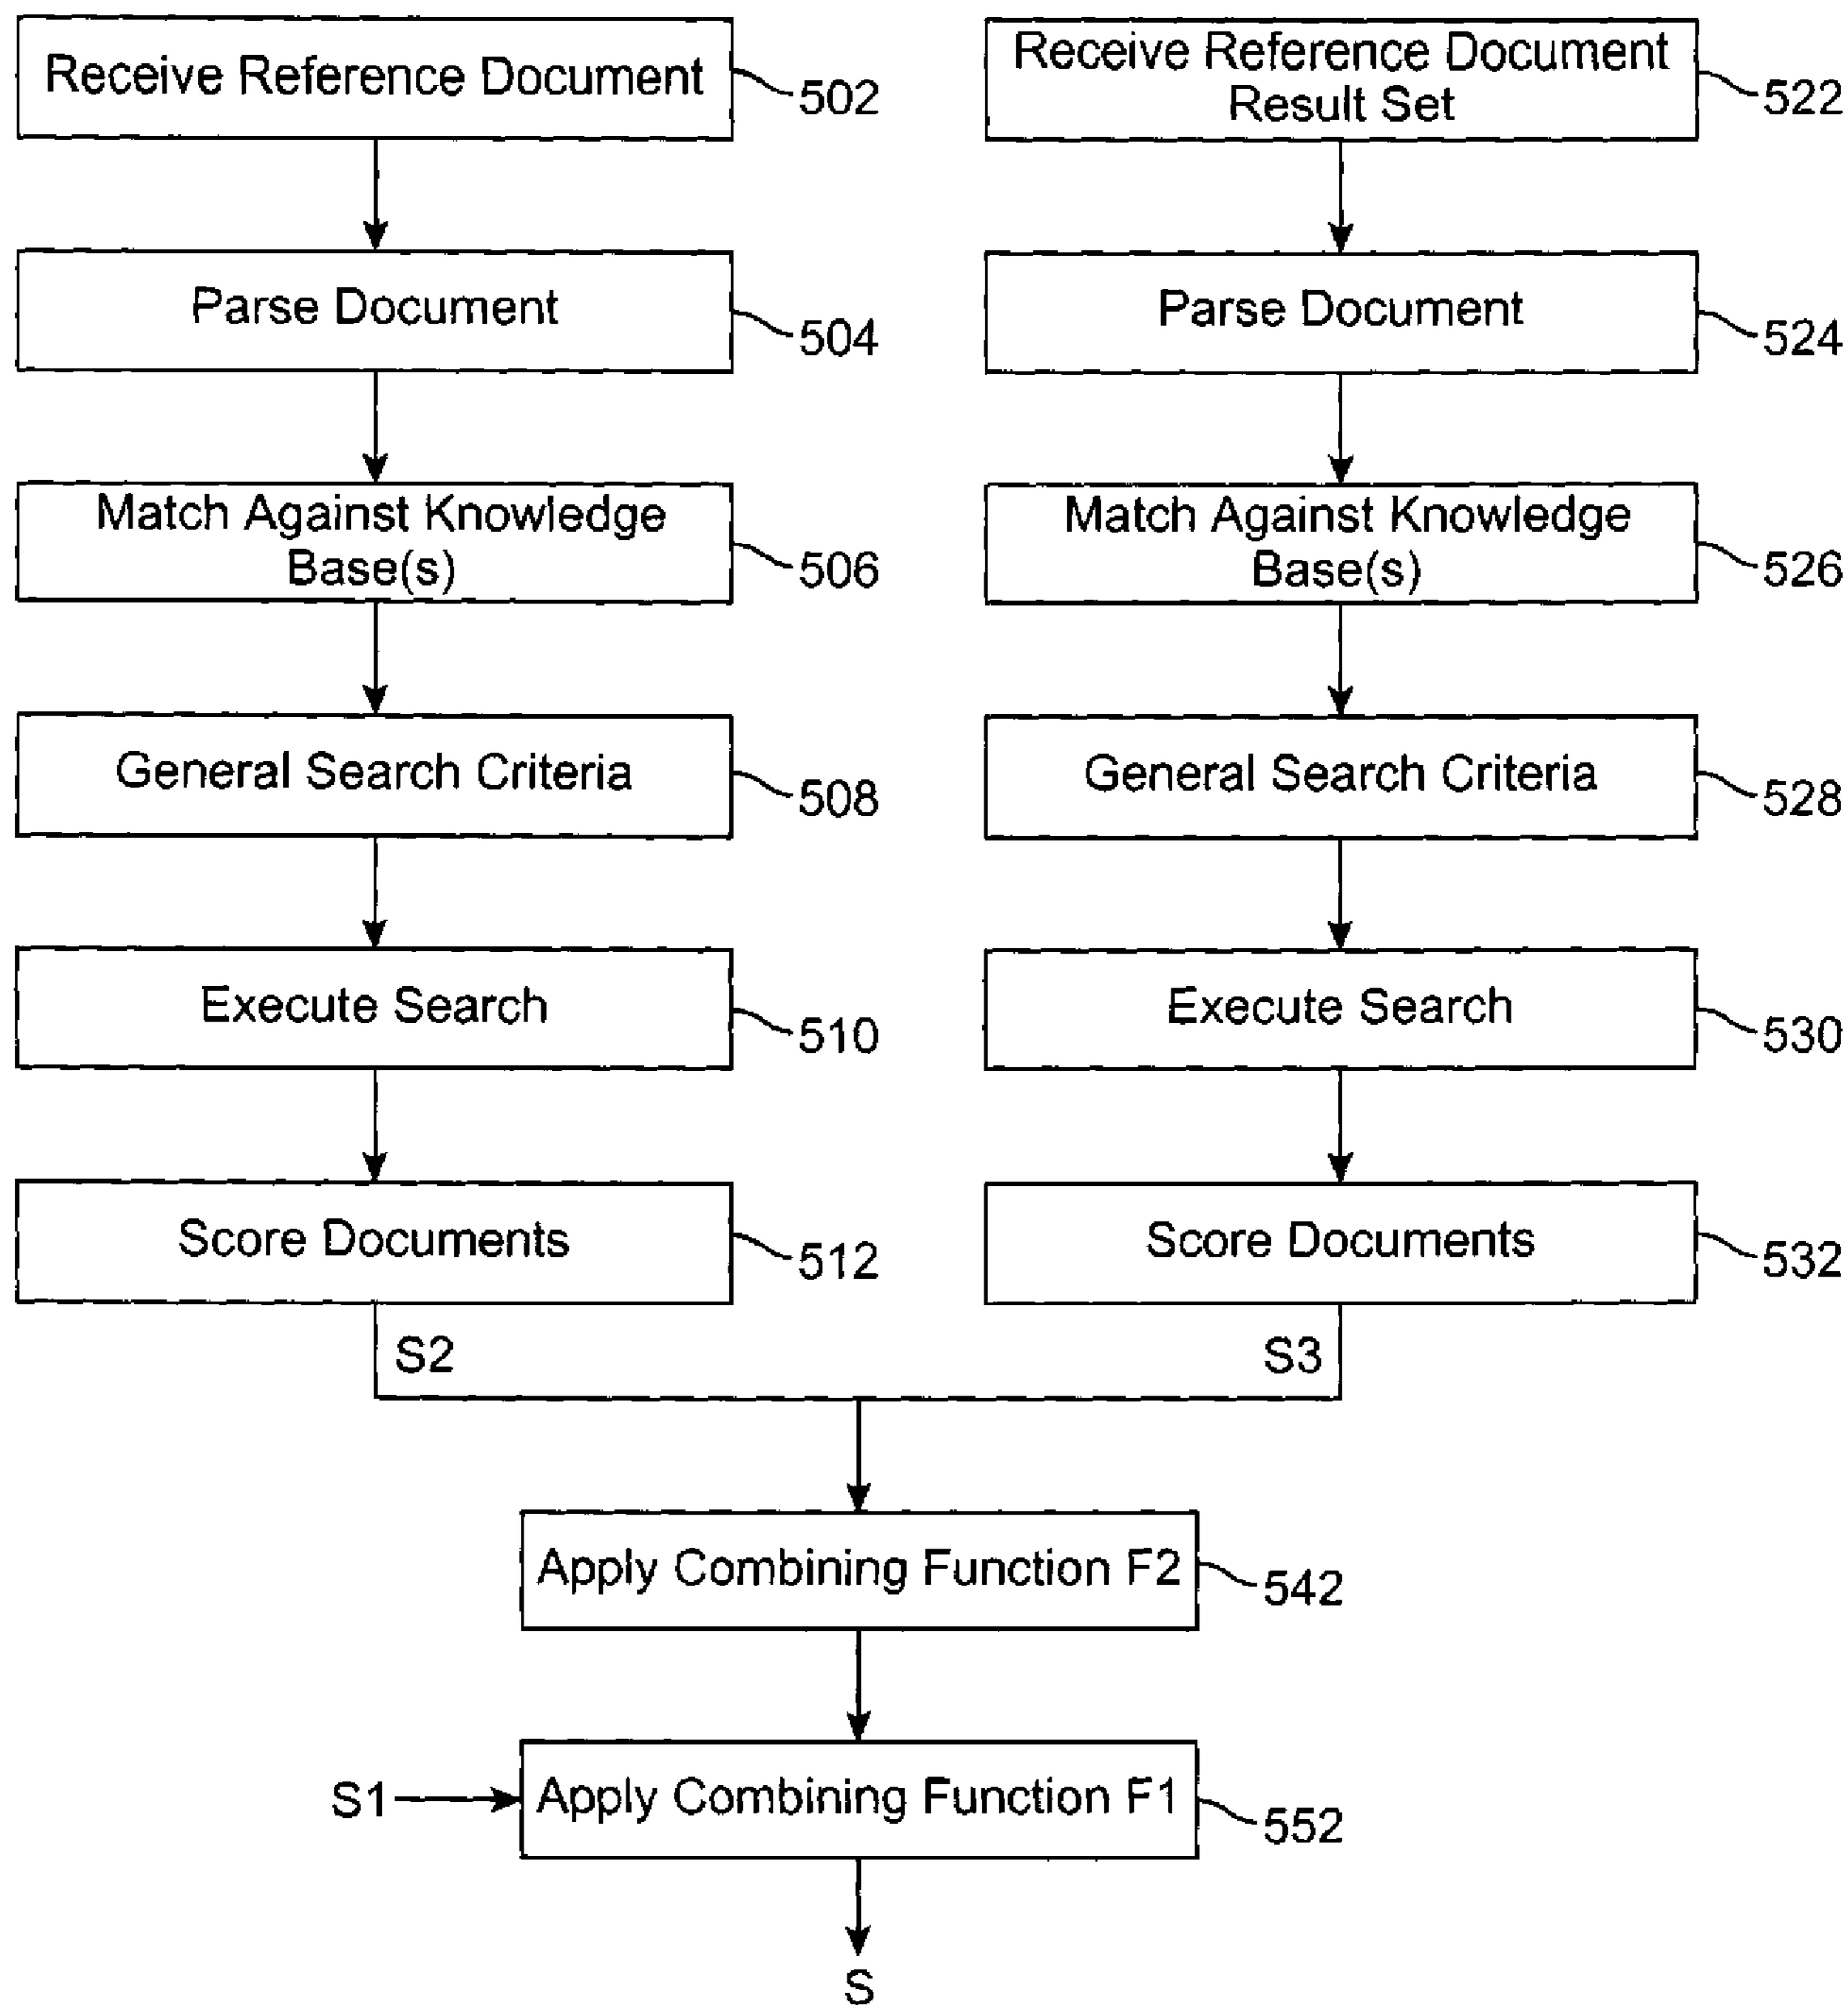 Receive Reference Document
502
Parse Document
504
Match Against Knowledge
Base(s)
506
General Search Criteria
508
Execute Search
510
Score Documents
512
S2
Receive Reference Document
Result Set
522
Parse Document
524
Match Against Knowledge
Base(s)
526
General Search Criteria
528
Execute Search
530
Score Documents
532
S3
Apply Combining Function F2
542
S1
Apply Combining Function F1
552
S